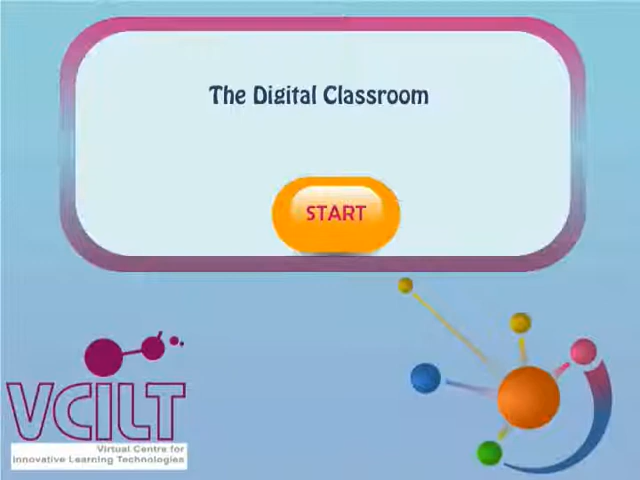 The Digital Classroom
START
VCILT
Virtual Centre for
Innovative Learning Technologies